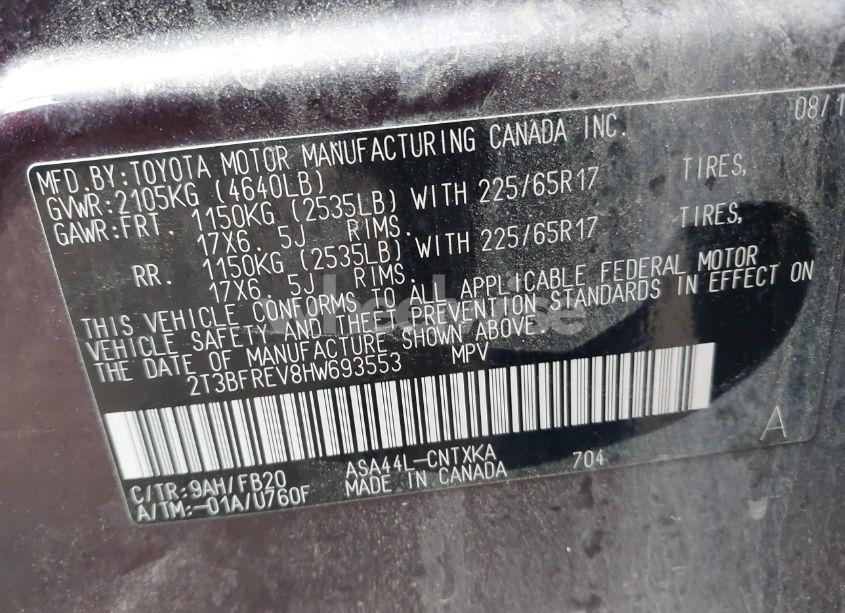 08/1
MFD.BY:TOYOTA MOTOR MANUFACTURING CANADA INC.
GVWR:2105KG (4640LB)
GAWR:FRT. 1150KG (2535LB) WITH 225/65R17 TIRES,
17X6. 5J RIMS.
RR. 1150KG (2535LB) WITH 225/65R17 TIRES,
17X6. 5J RIMS.
THIS VEHICLE CONFORMS TO ALL APPLICABLE FEDERAL MOTOR
VEHICLE SAFETY AND THEFT PREVENTION STANDARDS IN EFFECT ON
THE DATE OF MANUFACTURE SHOWN ABOVE.
2T3BFREV8HW693553 MPV
A
C/TR:9AH/FB20 ASA44L-CNTXKA 704
A/TM:-01A/U760F MADE IN CANADA